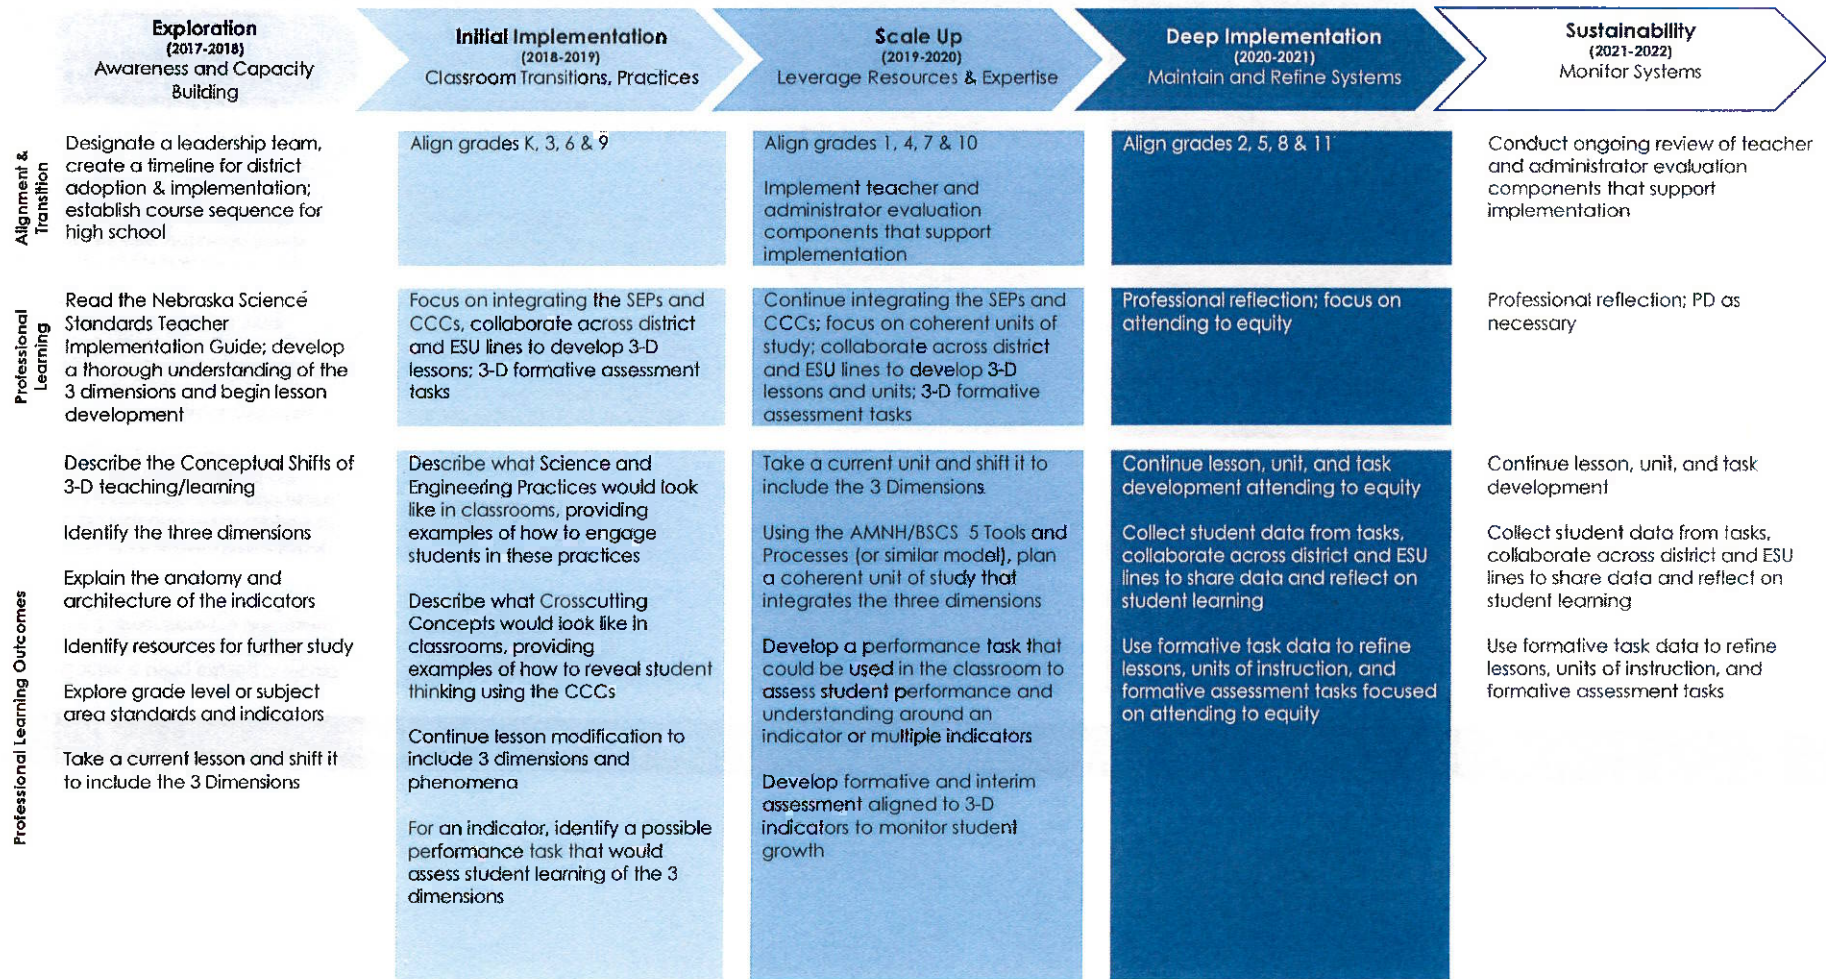 Exploration
(2017-2018)
Awareness and Capacity
Building
Initial Implementation
(2018-2019)
Classroom Transitions, Practices
Scale Up
(2019-2020)
Leverage Resources & Expertise
Deep Implementation
(2020-2021)
Maintain and Refine Systems
Sustainability
(2021-2022)
Monitor Systems
Alignment &
Transition
Designate a leadership team,
create a timeline for district
adoption & implementation;
establish course sequence for
high school
Align grades K, 3, 6 & 9
Align grades 1, 4, 7 & 10
Implement teacher and
administrator evaluation
components that support
implementation
Align grades 2, 5, 8 & 11
Conduct ongoing review of teacher
and administrator evaluation
components that support
implementation
Professional
Learning
Read the Nebraska Science
Standards Teacher
Implementation Guide; develop
a thorough understanding of the
3 dimensions and begin lesson
development
Focus on integrating the SEPs and
CCCs, collaborate across district
and ESU lines to develop 3-D
lessons; 3-D formative assessment
tasks
Continue integrating the SEPs and
CCCs; focus on coherent units of
study; collaborate across district
and ESU lines to develop 3-D
lessons and units; 3-D formative
assessment tasks
Professional reflection; focus on
attending to equity
Professional reflection; PD as
necessary
Professional Learning Outcomes
Describe the Conceptual Shifts of
3-D teaching/learning
Identify the three dimensions
Explain the anatomy and
architecture of the indicators
Identify resources for further study
Explore grade level or subject
area standards and indicators
Take a current lesson and shift it
to include the 3 Dimensions
Describe what Science and
Engineering Practices would look
like in classrooms, providing
examples of how to engage
students in these practices
Describe what Crosscutting
Concepts would look like in
classrooms, providing
examples of how to reveal student
thinking using the CCCs
Continue lesson modification to
include 3 dimensions and
phenomena
For an indicator, identify a possible
performance task that would
assess student learning of the 3
dimensions
Take a current unit and shift it to
include the 3 Dimensions
Using the AMNH/BSCS 5 Tools and
Processes (or similar model), plan
a coherent unit of study that
integrates the three dimensions
Develop a performance task that
could be used in the classroom to
assess student performance and
understanding around an
indicator or multiple indicators
Develop formative and interim
assessment aligned to 3-D
indicators to monitor student
growth
Continue lesson, unit, and task
development attending to equity
Collect student data from tasks,
collaborate across district and ESU
lines to share data and reflect on
student learning
Use formative task data to refine
lessons, units of instruction, and
formative assessment tasks focused
on attending to equity
Continue lesson, unit, and task
development
Collect student data from tasks,
collaborate across district and ESU
lines to share data and reflect on
student learning
Use formative task data to refine
lessons, units of instruction, and
formative assessment tasks